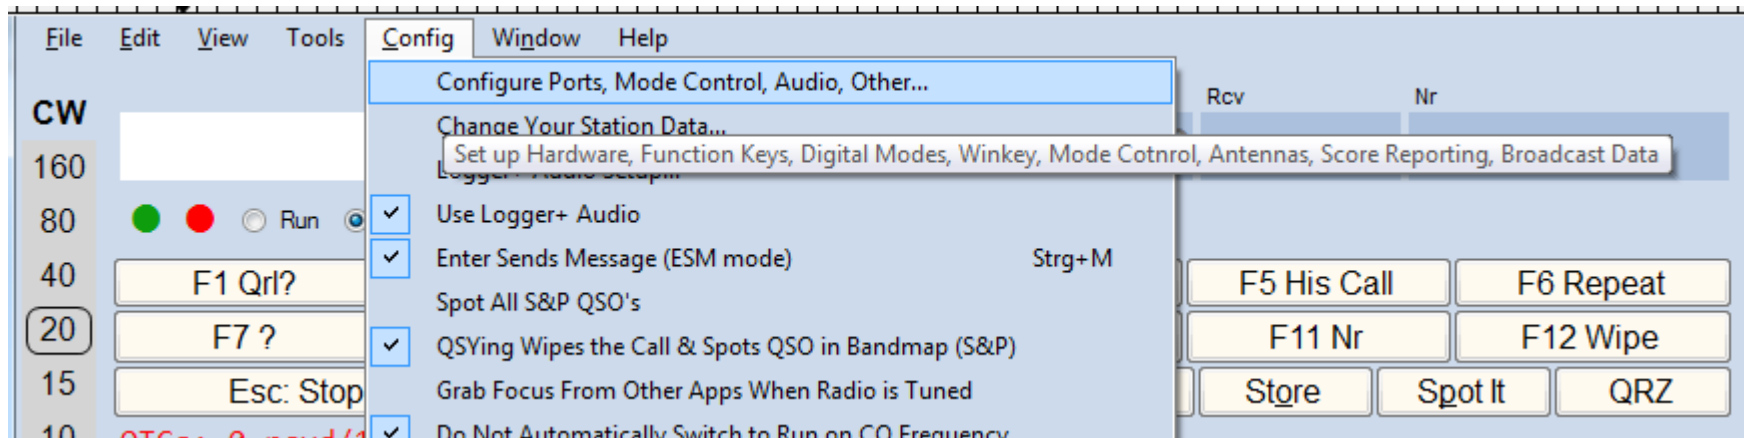 File Edit View Tools Config Window Help
Configure Ports, Mode Control, Audio, Other...
Rcv Nr
CW
Change Your Station Data...
Set up Hardware, Function Keys, Digital Modes, Winkey, Mode Cotnrol, Antennas, Score Reporting, Broadcast Data
160
Logger+ Audio Setup...
80 Run Use Logger+ Audio
Enter Sends Message (ESM mode) Strg+M
40 F1 Qrl? F5 His Call F6 Repeat
Spot All S&P QSO's
20 F7 ? F11 Nr F12 Wipe
QSYing Wipes the Call & Spots QSO in Bandmap (S&P)
15 Esc: Stop Grab Focus From Other Apps When Radio is Tuned Store Spot It QRZ
10 Do Not Automatically Switch to Run on CQ Frequency